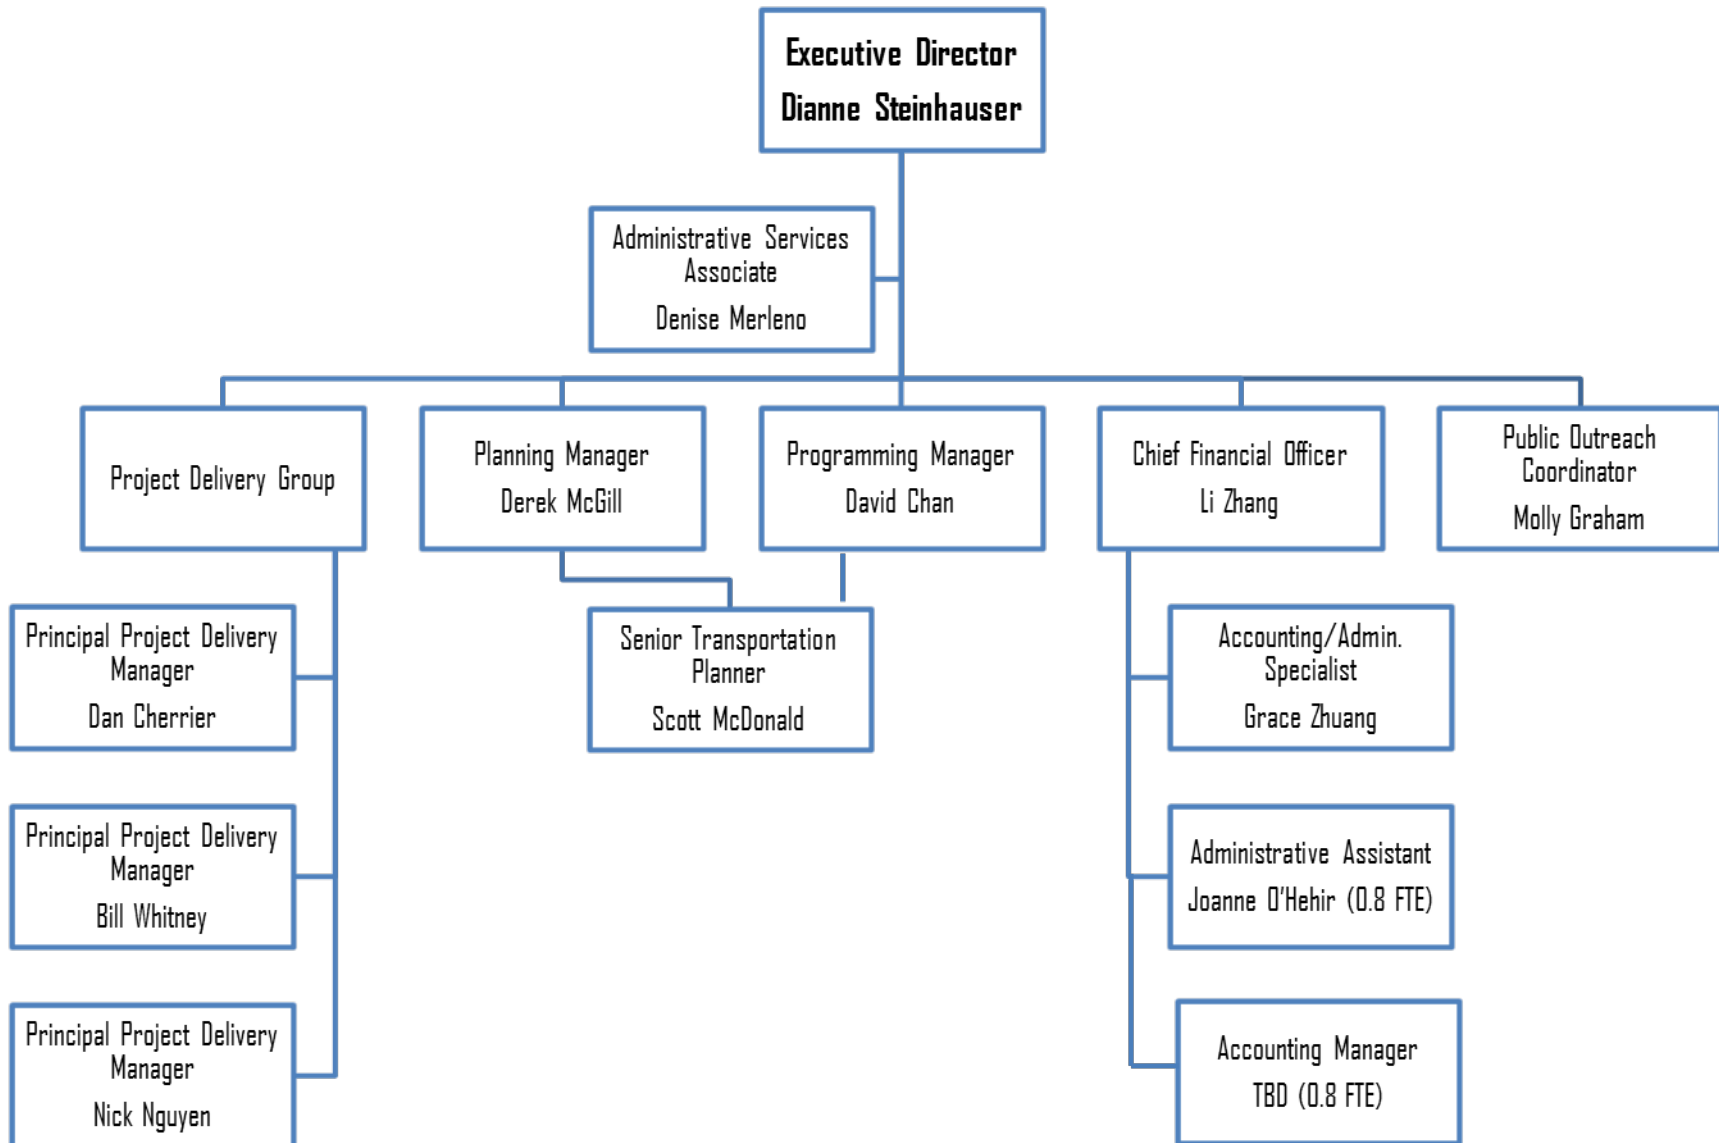 Executive Director
Dianne Steinhauser
Administrative Services
Associate
Denise Merleno
Project Delivery Group
Planning Manager
Derek McGill
Programming Manager
David Chan
Chief Financial Officer
Li Zhang
Public Outreach
Coordinator
Molly Graham
Principal Project Delivery
Manager
Dan Cherrier
Senior Transportation
Planner
Scott McDonald
Accounting/Admin.
Specialist
Grace Zhuang
Principal Project Delivery
Manager
Bill Whitney
Administrative Assistant
Joanne O'Hehir (0.8 FTE)
Principal Project Delivery
Manager
Nick Nguyen
Accounting Manager
TBD (0.8 FTE)